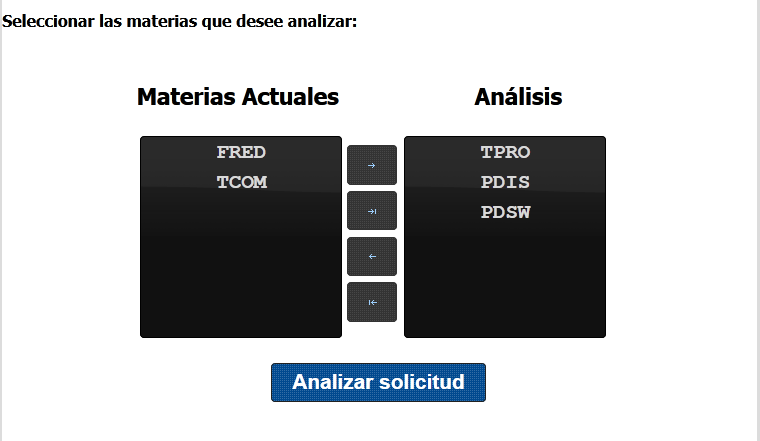 Seleccionar las materias que desee analizar:
Materias Actuales
Análisis
FRED
TCOM
TPRO
PDIS
PDSW
Analizar solicitud